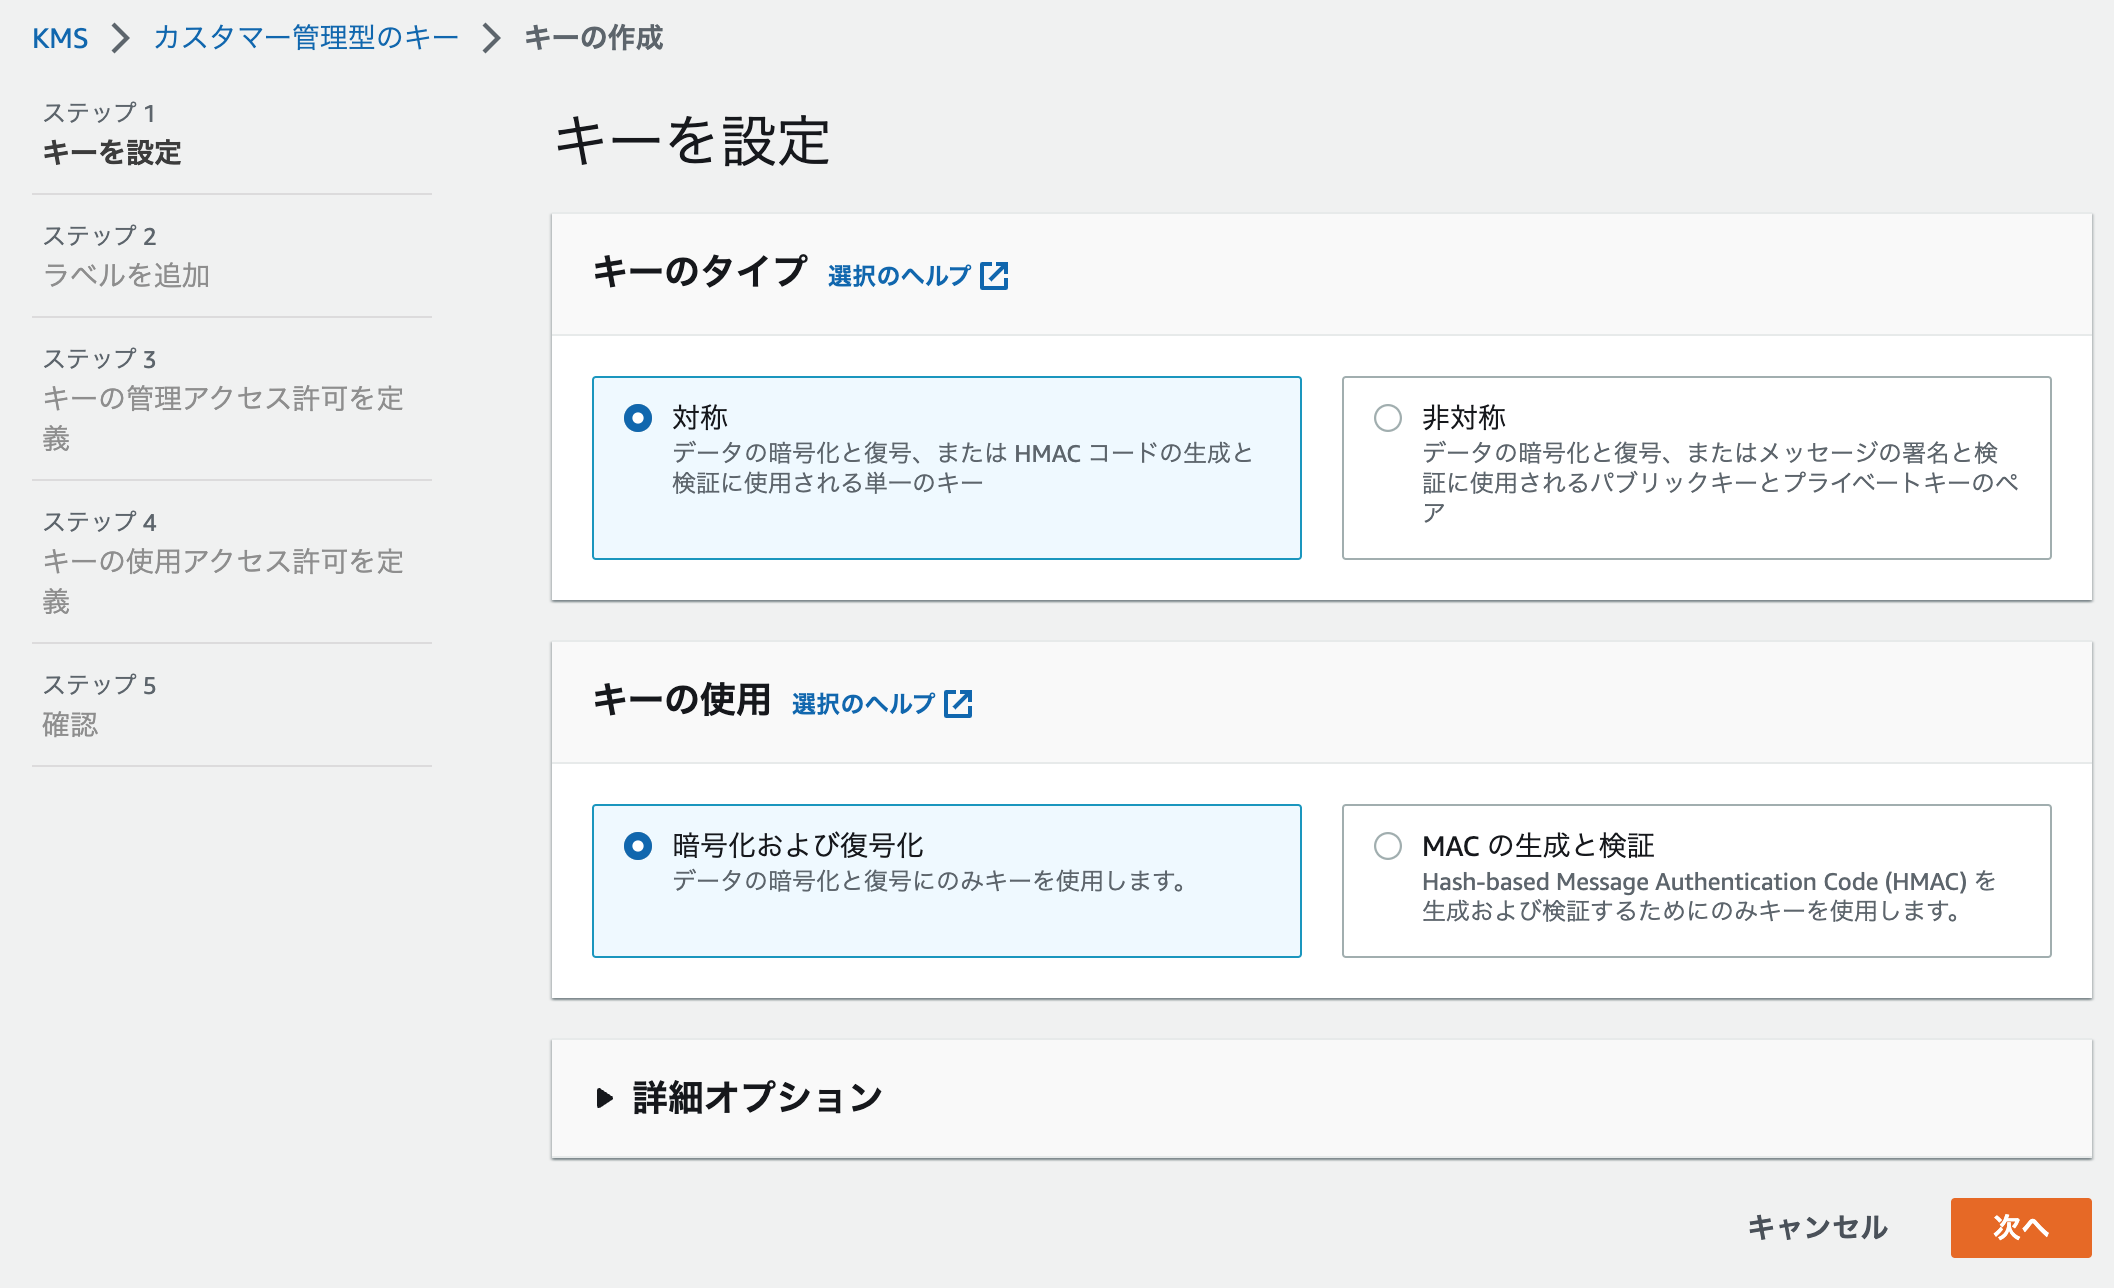 KMS カスタマー管理型のキー キーの作成
ステップ 1
キーを設定
ステップ 2
ラベルを追加
ステップ 3
キーの管理アクセス許可を定
義
ステップ 4
キーの使用アクセス許可を定
義
ステップ 5
確認
キーを設定
キーのタイプ 選択のヘルプ
対称
データの暗号化と復号、または HMAC コードの生成と
検証に使用される単一のキー
非対称
データの暗号化と復号、またはメッセージの署名と検
証に使用されるパブリックキーとプライベートキーのペ
ア
キーの使用 選択のヘルプ
暗号化および復号化
データの暗号化と復号にのみキーを使用します。
MAC の生成と検証
Hash-based Message Authentication Code (HMAC) を
生成および検証するためにのみキーを使用します。
詳細オプション
キャンセル 次へ